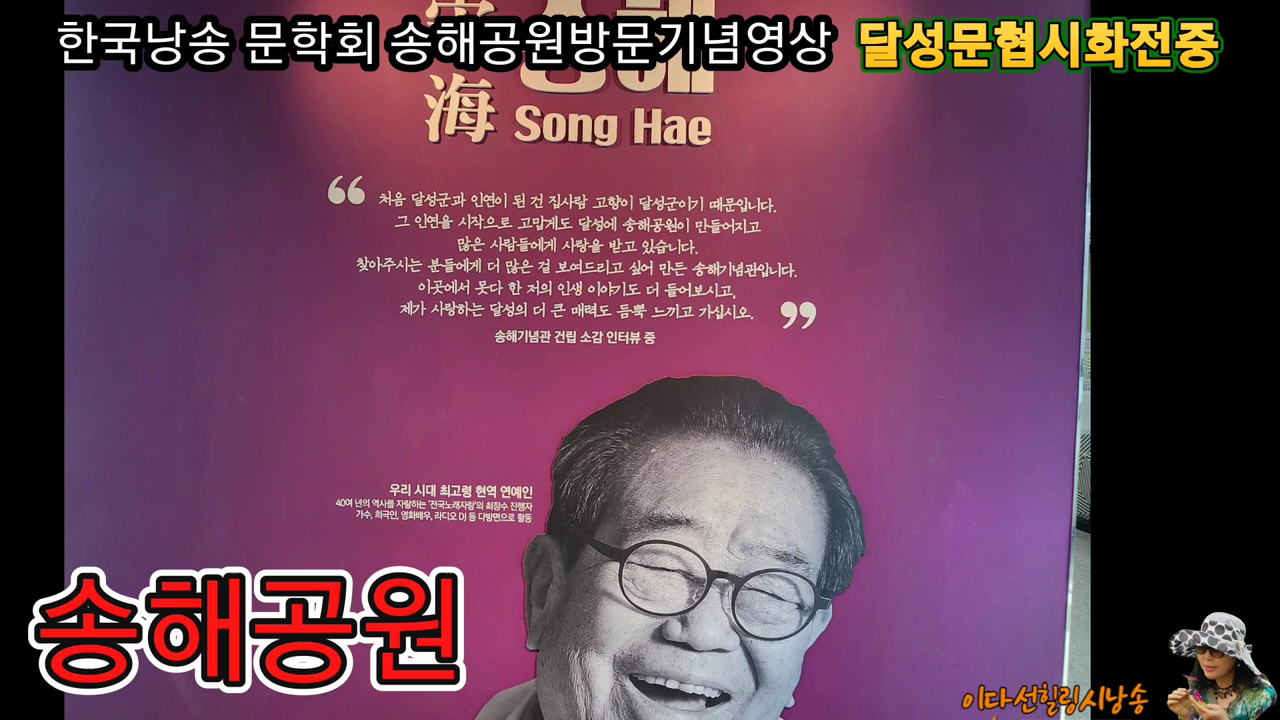 한국낭송 문학회 송해공원방문기념영상 달성문협시화전중
송해
海 Song Hae
“ 처음 달성군과 인연이 된 건 집사람 고향이 달성군이기 때문입니다.
그 인연을 시작으로 고맙게도 달성에 송해공원이 만들어지고
많은 사람들에게 사랑을 받고 있습니다.
찾아주시는 분들에게 더 많은 걸 보여드리고 싶어 만든 송해기념관입니다.
이곳에서 못다 한 저의 인생 이야기도 더 들어보시고,
제가 사랑하는 달성의 더 큰 매력도 듬뿍 느끼고 가십시오. ”
송해기념관 건립 소감 인터뷰 중
우리 시대 최고령 현역 연예인
40여 년의 역사를 자랑하는 '전국노래자랑'의 최장수 진행자
가수, 희극인, 영화배우, 라디오 DJ 등 다방면으로 활동
송해공원
이다선힐링시낭송